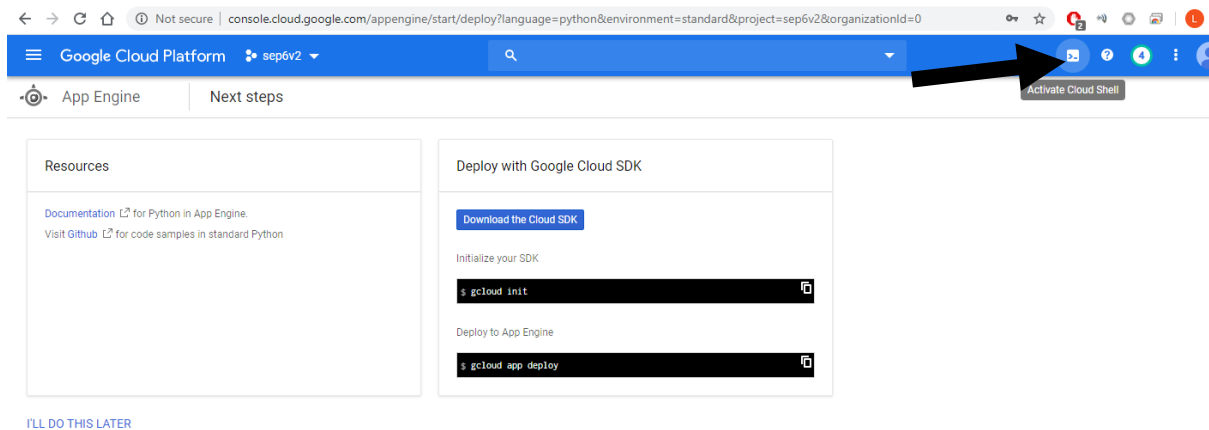 Not secure | console.cloud.google.com/appengine/start/deploy?language=python&environment=standard&project=sep6v2&organizationId=0
2
L
Google Cloud Platform sep6v2
4
Activate Cloud Shell
App Engine Next steps
Resources
Documentation for Python in App Engine.
Visit Github for code samples in standard Python
Deploy with Google Cloud SDK
Download the Cloud SDK
Initialize your SDK
$ gcloud init
Deploy to App Engine
$ gcloud app deploy
I'LL DO THIS LATER